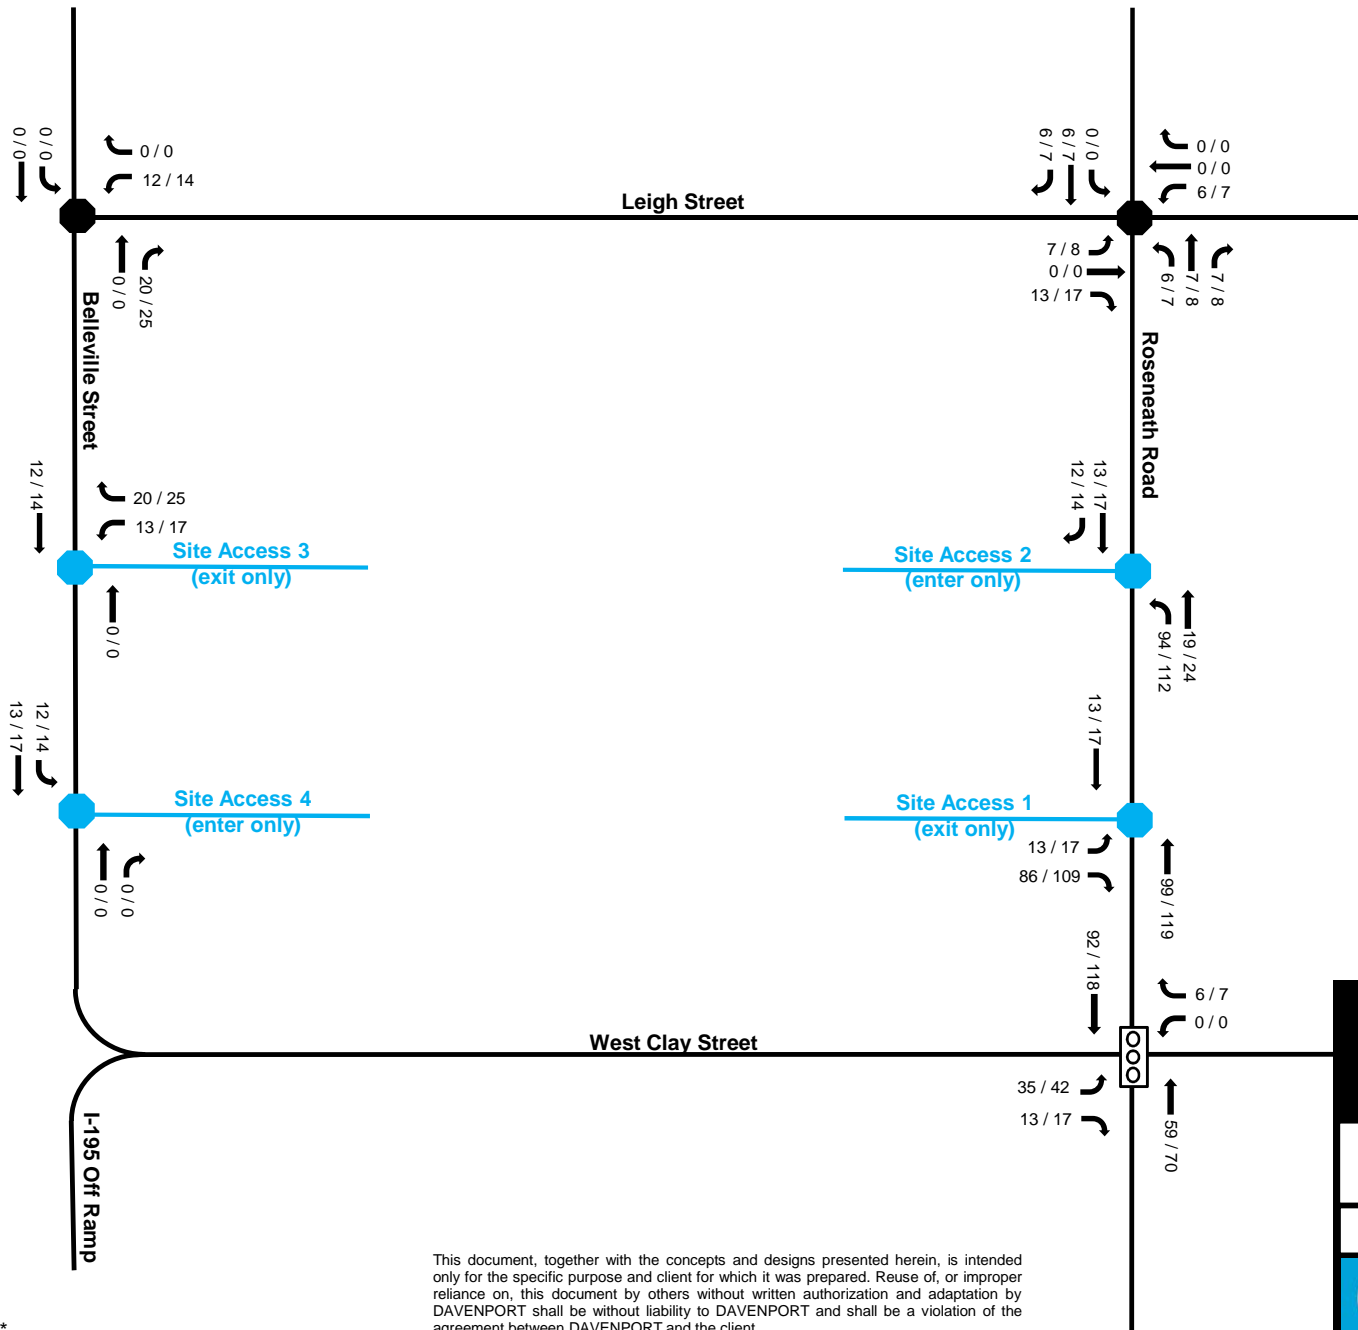 0 / 0
0 / 0
0 / 0
12 / 14
0 / 0
20 / 25
Leigh Street
6 / 7
6 / 7
0 / 0
0 / 0
0 / 0
6 / 7
7 / 8
0 / 0
13 / 17
6 / 7
7 / 8
7 / 8
Belleville Street
Roseneath Road
12 / 14
20 / 25
13 / 17
Site Access 3
(exit only)
0 / 0
12 / 14
13 / 17
Site Access 2
(enter only)
94 / 112
19 / 24
13 / 17
12 / 14
Site Access 4
(enter only)
0 / 0
0 / 0
13 / 17
Site Access 1
(exit only)
13 / 17
86 / 109
99 / 119
92 / 118
6 / 7
0 / 0
West Clay Street
35 / 42
13 / 17
59 / 70
I-195 Off Ramp
This document, together with the concepts and designs presented herein, is intended
only for the specific purpose and client for which it was prepared. Reuse of, or improper
reliance on, this document by others without written authorization and adaptation by
DAVENPORT shall be without liability to DAVENPORT and shall be a violation of the
agreement between DAVENPORT and the client.
*